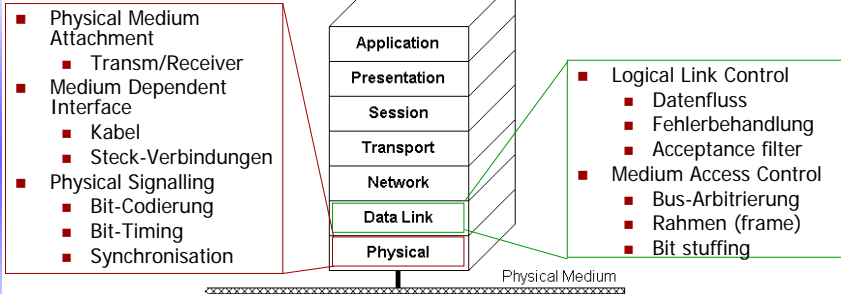 Physical Medium
Attachment
Transm/Receiver
Medium Dependent
Interface
Kabel
Steck-Verbindungen
Physical Signalling
Bit-Codierung
Bit-Timing
Synchronisation
Application
Presentation
Session
Transport
Network
Data Link
Physical
Physical Medium
Logical Link Control
Datenfluss
Fehlerbehandlung
Acceptance filter
Medium Access Control
Bus-Arbitrierung
Rahmen (frame)
Bit stuffing